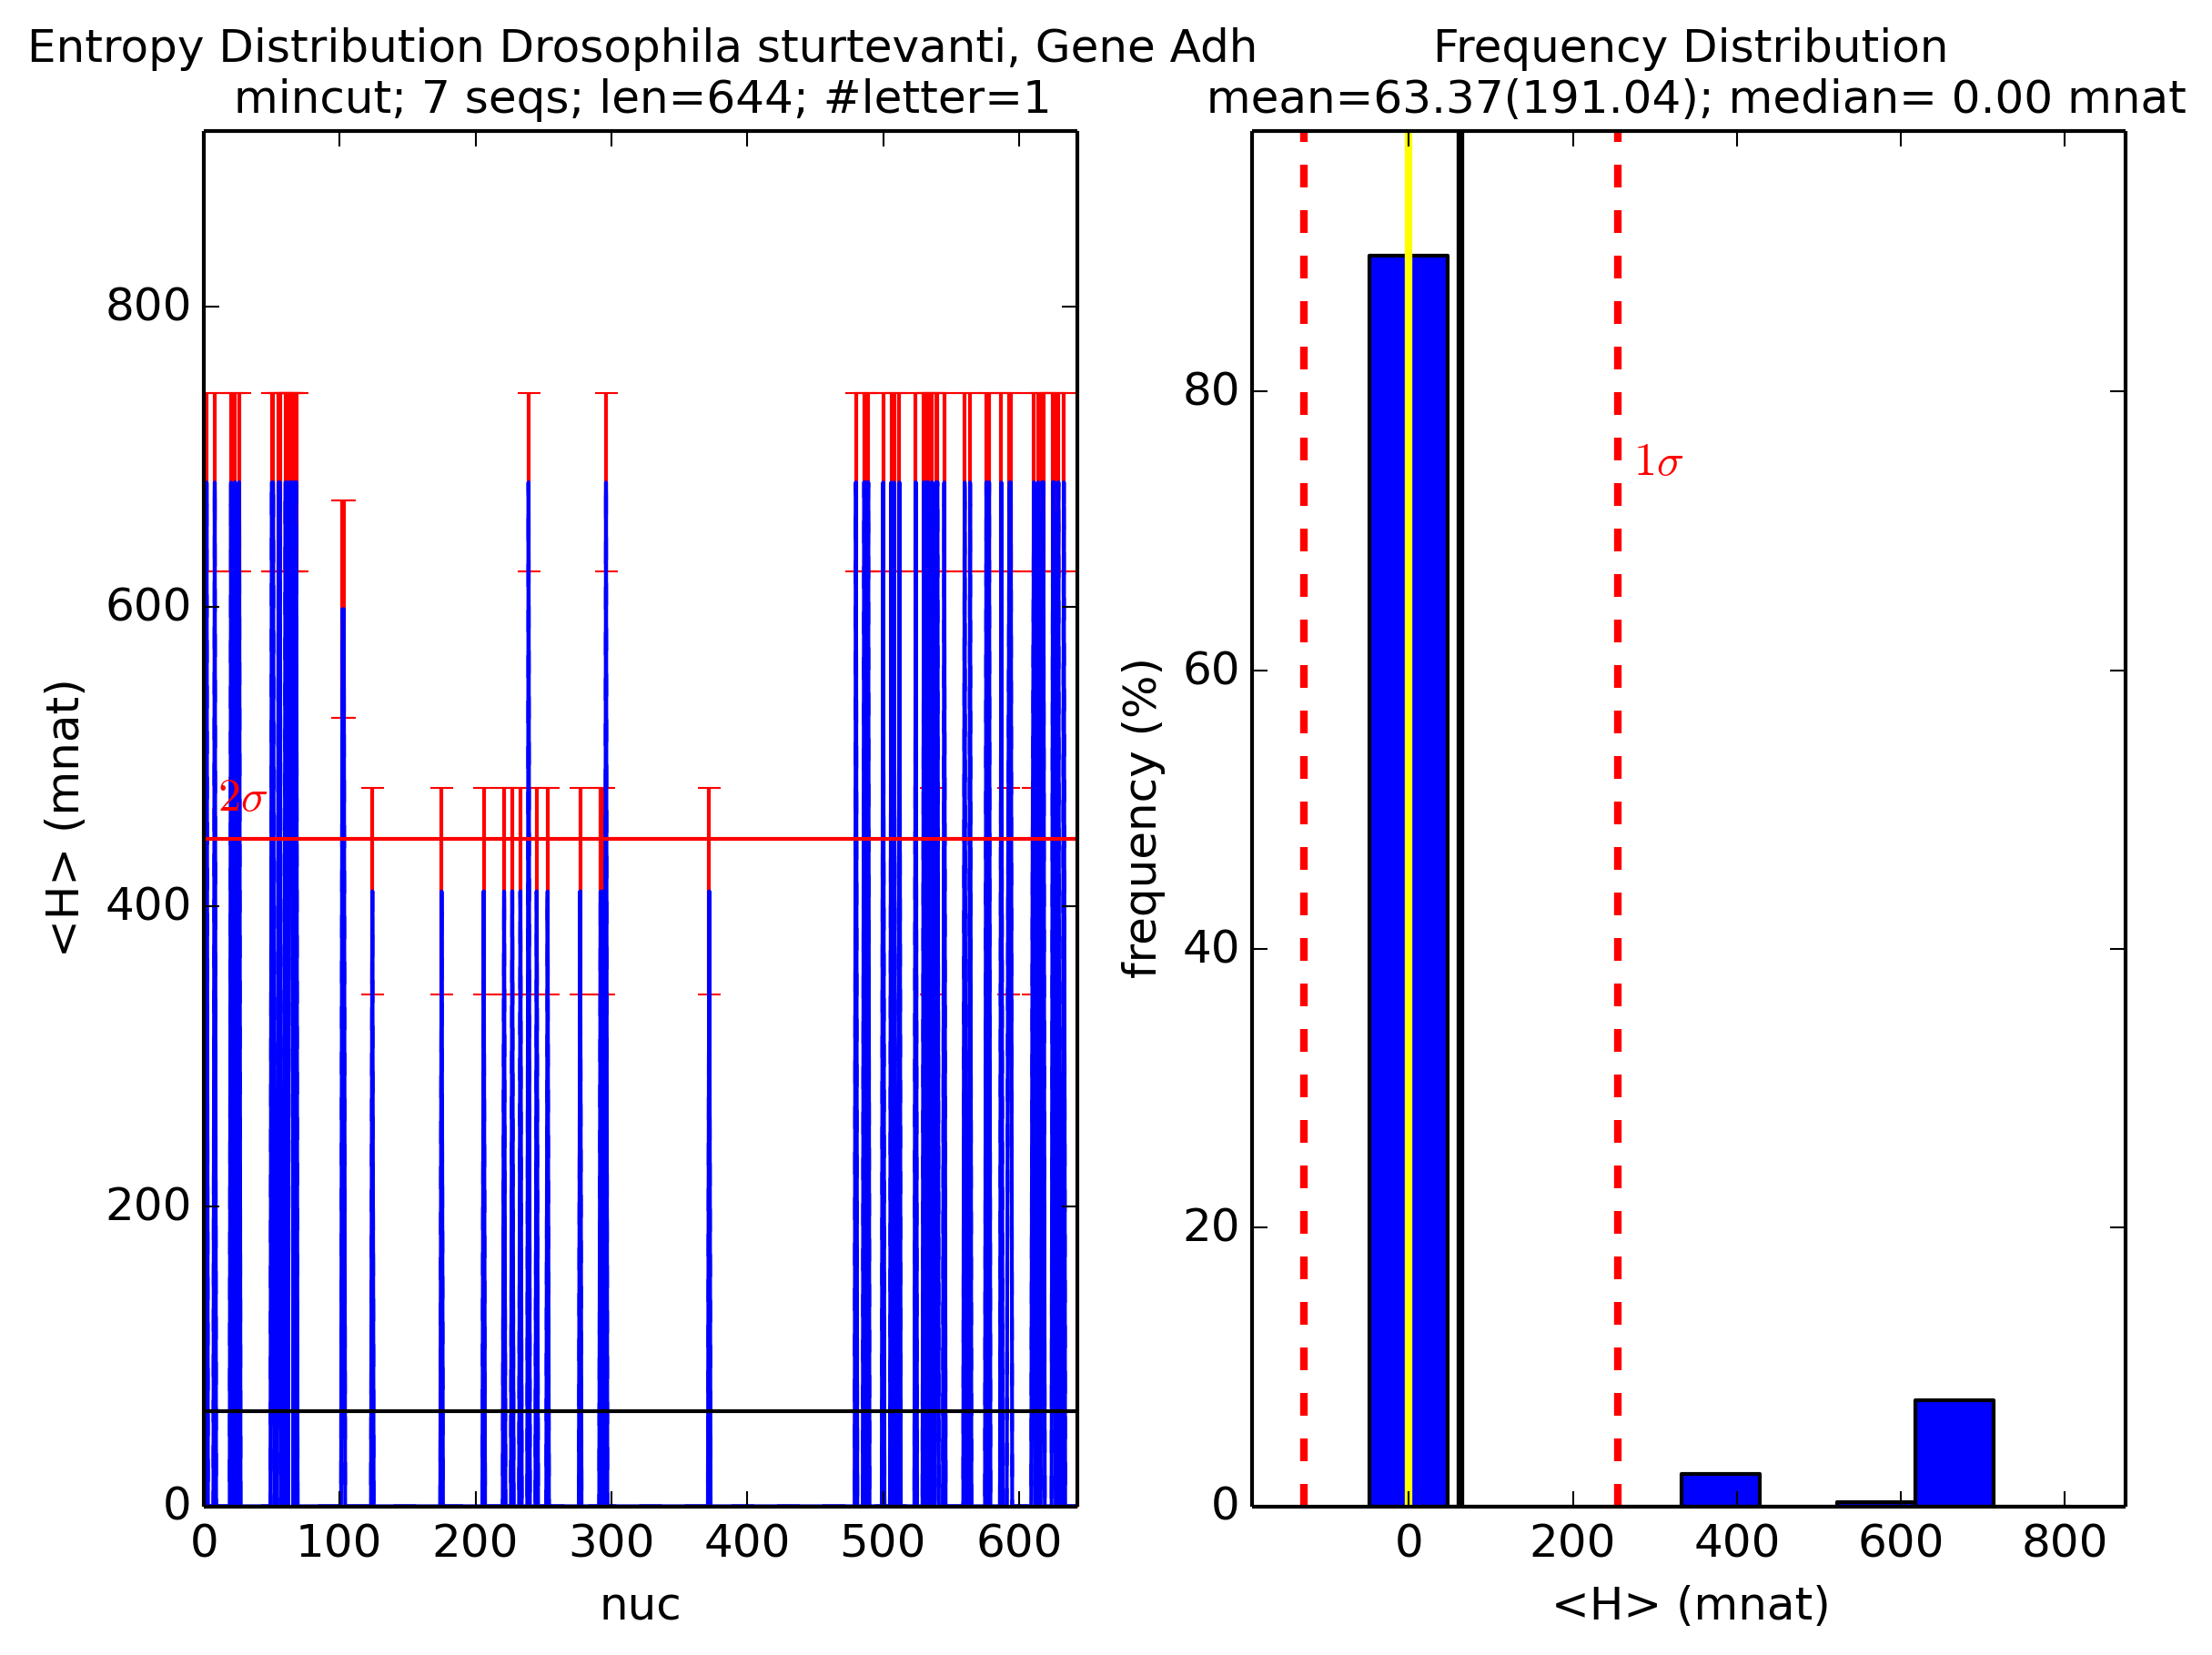 Entropy Distribution Drosophila sturtevanti, Gene Adh
mincut; 7 seqs; len=644; #letter=1
Frequency Distribution
mean=63.37(191.04); median= 0.00 mnat
800
600
400
200
0
<H> (mnat)
2σ
0 100 200 300 400 500 600
nuc
80
60
40
20
0
frequency (%)
1σ
0 200 400 600 800
<H> (mnat)